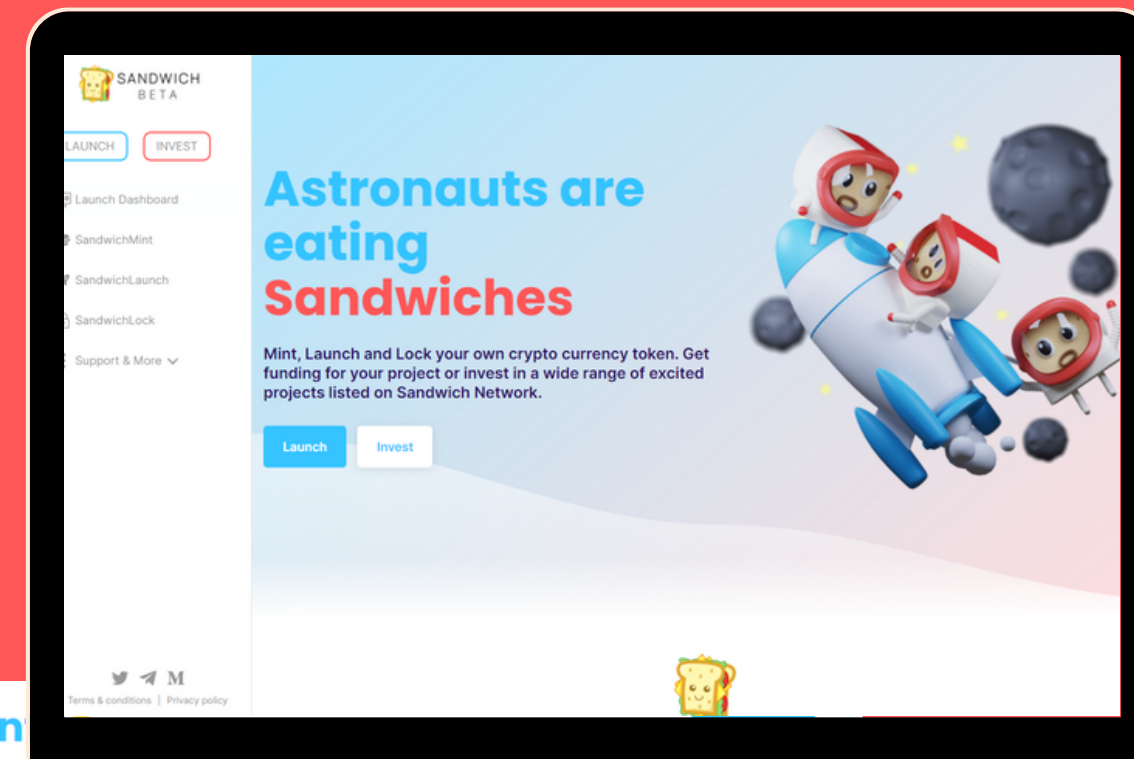 SANDWICH
BETA
LAUNCH
INVEST
Launch Dashboard
SandwichMint
SandwichLaunch
SandwichLock
Support & More
Astronauts are
eating
Sandwiches
Mint, Launch and Lock your own crypto currency token. Get
funding for your project or invest in a wide range of excited
projects listed on Sandwich Network.
Launch
Invest
Terms & conditions | Privacy policy